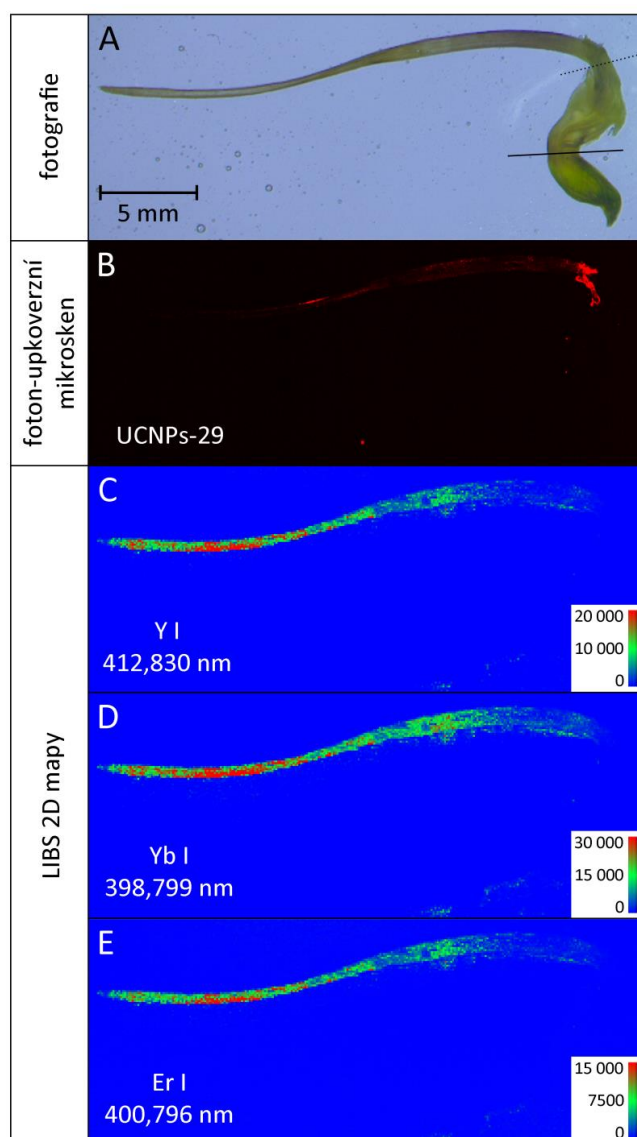 fotografie
A
5 mm
foton-upkoverzní
mikrosken
B
UCNPs-29
LIBS 2D mapy
C
Y I
412,830 nm
20 000
10 000
0
D
Yb I
398,799 nm
30 000
15 000
0
E
Er I
400,796 nm
15 000
7500
0